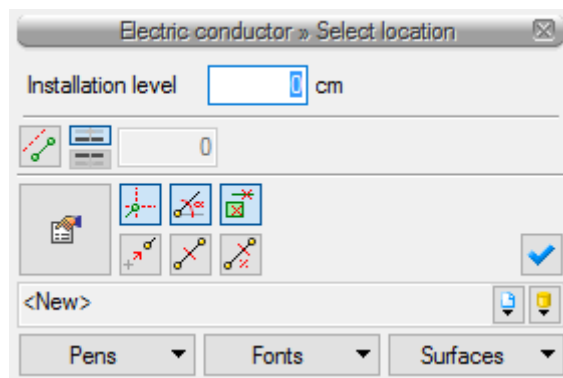 Electric conductor » Select location
Installation level 0 cm
0
<New>
Pens Fonts Surfaces